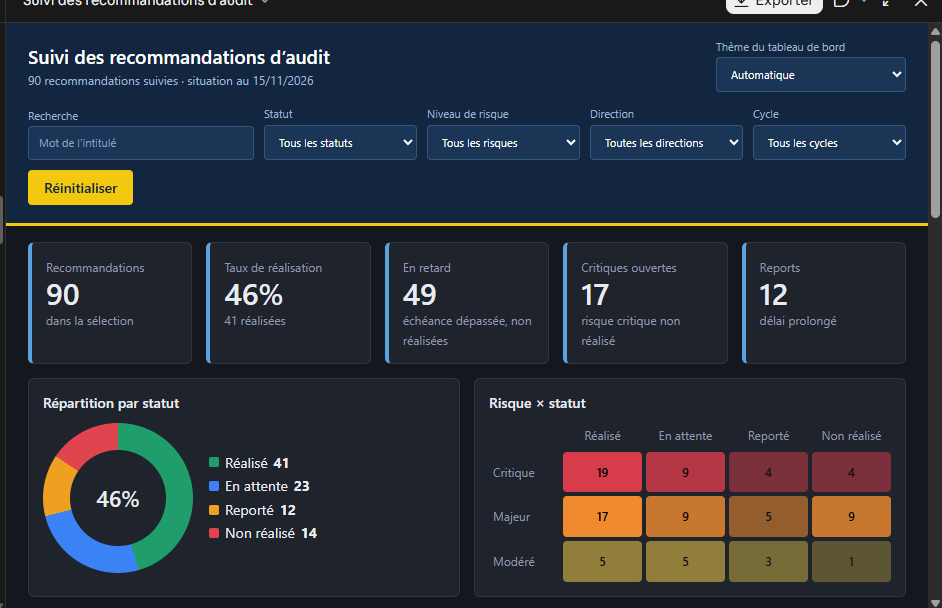 Suivi des recommandations d'audit
Exporter
Suivi des recommandations d'audit
90 recommandations suivies · situation au 15/11/2026
Thème du tableau de bord
Automatique
Recherche
Statut
Niveau de risque
Direction
Cycle
Mot de l'intitulé
Tous les statuts
Tous les risques
Toutes les directions
Tous les cycles
Réinitialiser
Recommandations
90
dans la sélection
Taux de réalisation
46%
41 réalisées
En retard
49
échéance dépassée, non
réalisées
Critiques ouvertes
17
risque critique non
réalisé
Reports
12
délai prolongé
Répartition par statut
46%
Réalisé 41
En attente 23
Reporté 12
Non réalisé 14
Risque × statut
Réalisé En attente Reporté Non réalisé
Critique 19 9 4 4
Majeur 17 9 5 9
Modéré 5 5 3 1